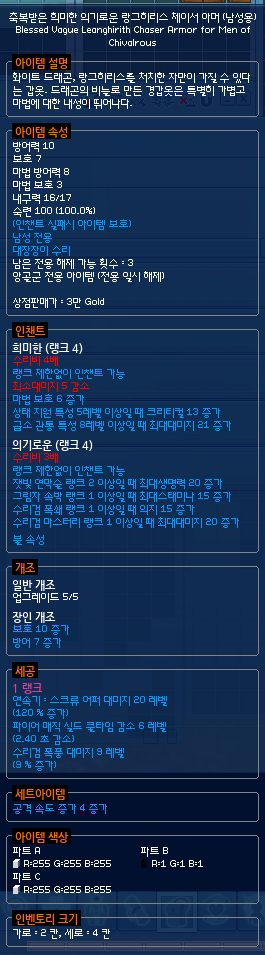 축복받은 희미한 의기로운 랑그히리스 체이서 아머 (남성용)
Blessed Vague Leanghirith Chaser Armor for Men of
Chivalrous
아이템 설명
화이트 드래곤, 랑그히리스를 처치한 자만이 가질 수 있다
는 갑옷. 드래곤의 비늘로 만든 경갑옷은 특별히 가볍고
마법에 대한 내성이 뛰어나다.
아이템 속성
방어력 10
보호 7
마법 방어력 8
마법 보호 3
내구력 16/17
숙련 100 (100.0%)
(인챈트 실패시 아이템 보호)
남성 전용
대장장이 수리
남은 전용 해제 가능 횟수 : 3
양궁군 전용 아이템 (전용 일시 해제)
상점판매가 : 3만 Gold
인챈트
희미한 (랭크 4)
수리비 4배
랭크 제한없이 인챈트 가능
최소대미지 5 감소
마법 보호 6 증가
상태 지원 특성 5레벨 이상일 때 크리티컬 13 증가
급소 관통 특성 8레벨 이상일 때 최대대미지 21 증가
의기로운 (랭크 4)
수리비 3배
랭크 제한없이 인챈트 가능
잿빛 연막술 랭크 2 이상일 때 최대생명력 20 증가
그림자 속박 랭크 1 이상일 때 최대스태미나 15 증가
수리검 폭쇄 랭크 1 이상일 때 의지 15 증가
수리검 마스터리 랭크 1 이상일 때 최대대미지 20 증가
불 속성
개조
일반 개조
업그레이드 5/5
장인 개조
보호 10 증가
방어 7 증가
세공
1 랭크
연속기 : 스크류 어퍼 대미지 20 레벨
(120 % 증가)
파이어 매직 실드 쿨타임 감소 6 레벨
(2.40 초 감소)
수리검 폭풍 대미지 9 레벨
(9 % 증가)
세트아이템
공격 속도 증가 4 증가
아이템 색상
파트 A 파트 B
R:255 G:255 B:255 R:1 G:1 B:1
파트 C
R:255 G:255 B:255
인벤토리 크기
가로 : 2 칸, 세로 : 4 칸